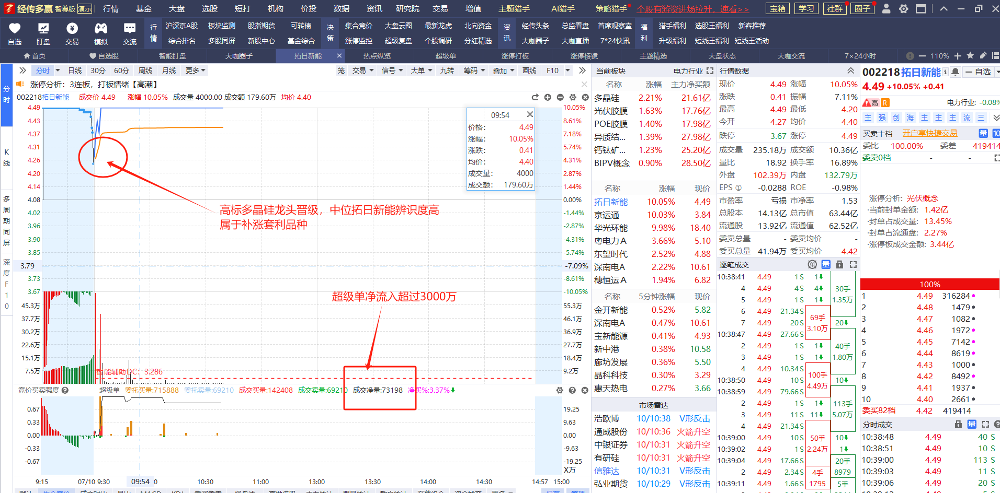 经传多赢 智尊版 演示 行情 基金 大盘 选股 短打 机构 价投 数据 资讯 研究院 交易 增值 主题猎手 AI猎手 策略猎手 个股有游资进场拉升，速看>> 宝箱 学习 社群 圈子
自选 盯盘 交易 模拟 交流
行情 沪深京A股 板块监测 股指期货 可转债 决策 集合竞价 大盘云图 最新龙虎 北向资金 资讯 经传头条 总监看盘 首席观察室 福利 猎手福利 选股王福利 新客推荐
综合排名 多股同屏 新股中心 基金综合 涨停监控 超级复盘 个股调研 分红精选 大咖圈子 大咖直播 7*24快讯 升级福利 短线王福利 短线王活动
首页 自选股 智能盯盘 大咖圈子 拓日新能 × 热点纵览 超级单 涨停打板 涨停棱镜 主题精选 大盘状态 大咖交流 7×24小时 110%
分时 K线 多周期同屏 深度F10
分时 日线 30分 60分 周线 月线 更多 笼 交易 信号 大单 九转 筹码 叠加 画线 F10
涨停分析：3连板，打板情绪【高潮】
002218拓日新能 成交价 4.49 涨幅 10.05% 成交量 4000.00 成交额 179.60万 均价 4.40
4.49 10.05%
4.43 8.61%
4.37 7.18%
4.31 5.74%
4.26 4.31%
4.20 2.87%
4.14 1.44%
4.08 0.00%
4.02 -1.44%
3.96 -2.87%
3.90 -4.31%
3.85 -5.74%
3.79 -7.09%
3.73 -8.61%
3.67 -10.05%
45.3万 55.3万
37.7万 46.1万
30.2万 36.9万
22.6万 27.7万
15.1万 18.4万
7.5万 9.2万
09:54
价格： 4.49
涨幅： 10.05%
涨跌： 0.41
均价： 4.40
成交量： 4000
成交额： 179.60万
高标多晶硅龙头晋级，中位拓日新能辨识度高
属于补涨套利品种
超级单净流入超过3000万
智能辅助DC：3.286
竞价买卖强度 超级单 委托买量:715888 委托卖量:69210 成交买量:142408 成交卖量:69210 成交净量:73198 净买%:3.37%
0.67 19.25
0.33 9.63
0.00 0.00
-0.33 -9.63
-0.67 -19.25
X万
9:15 07/10 9:30 09:54 0 10:30 11:00 13:00 13:30 14:00 14:30 14:57 15:00
当前板块 电力行业
名称 涨幅 主力净买额
多晶硅 2.21% 21.61亿
光伏胶膜 1.63% 17.76亿
POE胶膜 1.40% 17.98亿
异质结... 1.39% 27.98亿
钙钛矿... 1.23% 25.20亿
BIPV概念 0.90% 28.50亿
名称 涨幅 现价
拓日新能 10.05% 4.49
京运通 10.03% 3.84
华光环能 9.98% 18.40
粤电力A 3.66% 5.10
东望时代 2.52% 4.88
深南电A 2.22% 10.61
穗恒运A 1.94% 6.82
名称 5分钟涨幅 现价
金开新能 0.52% 5.82
深南电A 0.47% 10.61
宝新能源 0.41% 4.93
新中港 0.38% 10.58
廊坊发展 0.36% 5.50
晶科科技 0.30% 3.29
惠天热电 0.27% 3.66
市场雷达
浩欧博 10/10:38 V形反击
通威股份 10/10:36 火箭升空
中银证券 10/10:31 火箭升空
有研硅 10/10:31 火箭升空
信雅达 10/10:31 V形反击
弘业期货 10/10:29 V形反击
行情数据
现价 4.49 涨幅 10.05%
涨跌 0.41 振幅 7.11%
最高 4.49 最低 4.20
今开 4.27 均价 4.40
跌停 3.67 涨停 4.49
成交量 235.18万 成交额 10.36亿
量比 18.92 换手率 16.89%
外盘 102.39万 内盘 132.79万
EPS ① -0.0288 ROE -0.98%
市盈率 亏损 市净率 1.53
总股本 14.13亿 总市值 63.44亿
流通股 13.92亿 流通值 62.52亿
委卖总量 - 委卖均价 -
委买总量 41.94万 委买均价 4.42
逐笔成交 量
10:38:41 4.49 1 S 1
4 4.49 4 S 4
5 4.49 1 S 1
6 4.49 21.34 S
7 4.49 20 S
10:38:47 4.49 27.66 S
2 4.49 1 S 1
3 4.49 1 S 1
4 4.49 10.34 S
10:38:50 4.49 10 S
10:38:59 4.49 79.66 S
2 4.49 1 S 1
3 4.49 11 S 11
4 4.49 21.34 S
10:39:00 4.49 10 S
10:39:02 4.49 1 S
10:39:04 4.49 17.66 S
2 4.49 2.34 S
10:39:11 4.49 1.66 S
69手
3.10万
100手
4.49万
50手
2.24万
4手
1795
30手
1.35万
20
40手
1.80万
10
113手
5.07万
10
1
20手
8979
5手
002218拓日新能 自选
4.49 +10.05% +0.41
高 R 电力行业: -0.08%
主 强 创 海 主 主 主 流 三
买卖十档 开户享快捷交易 量 10
委比 100.00% 委差 419414
委卖0档 - -
涨停分析: 光伏概念
·当前封单金额: 1.42亿
·封单占成交量: 13.45%
·封单占流通盘: 2.27%
·涨停板成交金额: 3.44亿
100%
1 4.49 316284
2 4.48 1479
3 4.47 1082
4 4.46 1972
5 4.45 7142
6 4.44 8619
7 4.43 1000
8 4.42 8492
9 4.41 1937
10 4.40 2661
委买82档 4.42 419414
分时成交 量
10:38:48 4.49 40 S
10:38:51 4.49 10 S
10:39:00 4.49 113 S
10:39:03 4.49 11 S
10:39:06 4.49 20 S